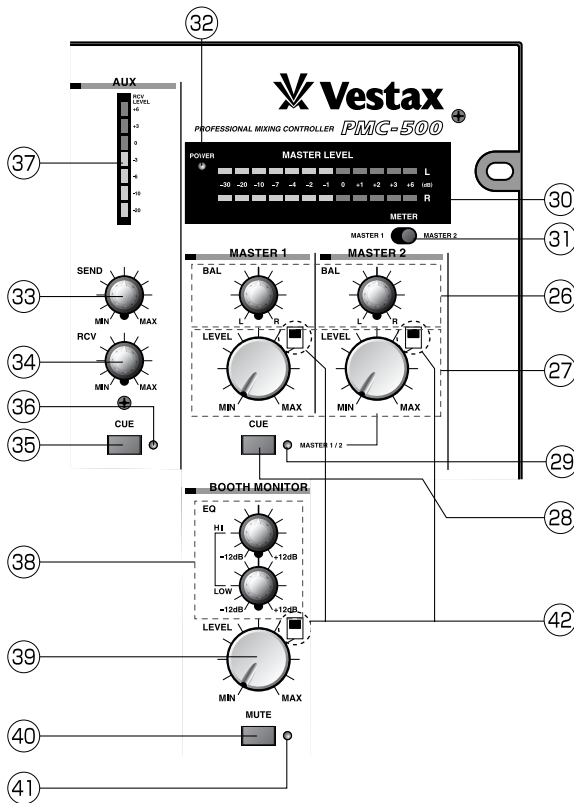 32
AUX
RCV
LEVEL
+6
+3
0
-3
-6
-10
-20
37
Vestax
PROFESSIONAL MIXING CONTROLLER PMC-500
POWER MASTER LEVEL
L
-30 -20 -10 -7 -4 -2 -1 0 +1 +2 +3 +6 (dB)
R
30
METER
MASTER 1 MASTER 2
31
MASTER 1 MASTER 2
SEND
MIN MAX
33
BAL
L R
BAL
L R
26
RCV
MIN MAX
34
LEVEL
MIN MAX
LEVEL
MIN MAX
27
36
CUE
35
CUE
MASTER 1 / 2
29
28
BOOTH MONITOR
EQ
HI
-12dB +12dB
38
LOW
-12dB +12dB
42
LEVEL
MIN MAX
39
MUTE
40
41